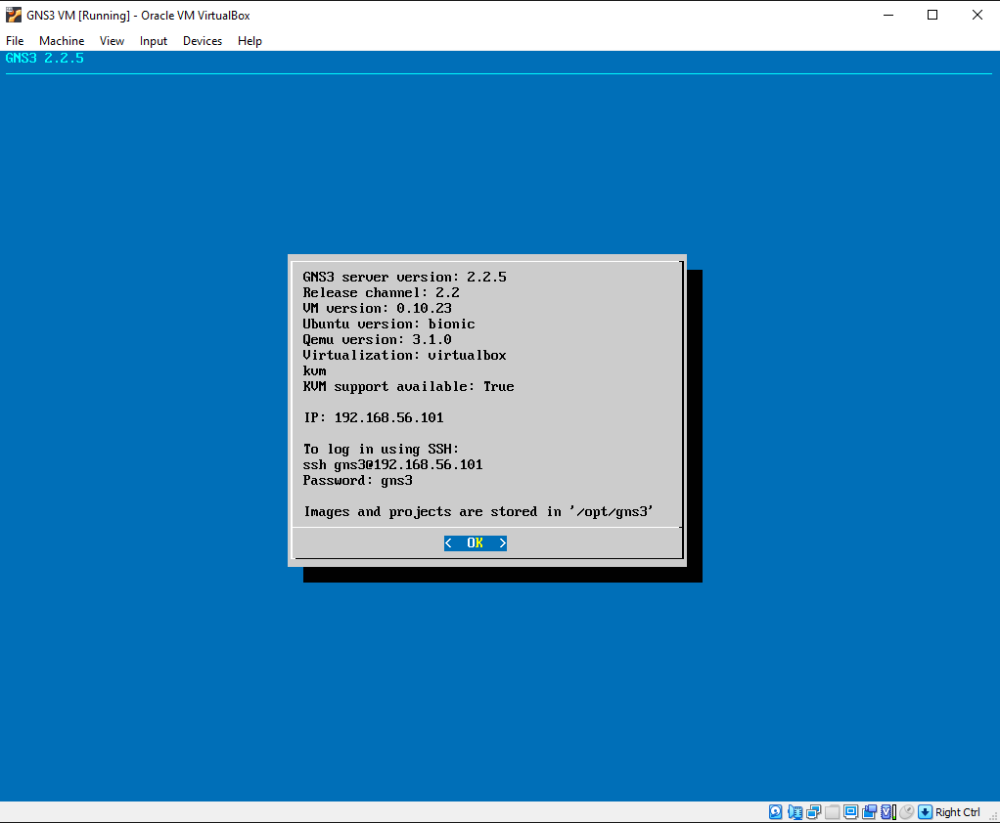 GNS3 VM [Running] - Oracle VM VirtualBox
File Machine View Input Devices Help
GNS3 2.2.5
GNS3 server version: 2.2.5
Release channel: 2.2
VM version: 0.10.23
Ubuntu version: bionic
Qemu version: 3.1.0
Virtualization: virtualbox
kvm
KVM support available: True
IP: 192.168.56.101
To log in using SSH:
ssh gns3@192.168.56.101
Password: gns3
Images and projects are stored in '/opt/gns3'
< OK >
Right Ctrl